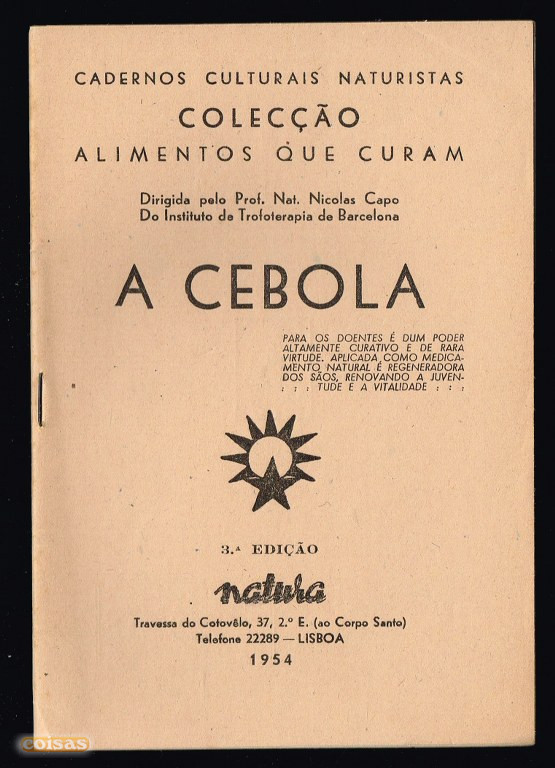 CADERNOS CULTURAIS NATURISTAS
COLECÇÃO
ALIMENTOS QUE CURAM
Dirigida pelo Prof. Nat. Nicolas Capo
Do Instituto de Trofoterapia de Barcelona
A CEBOLA
PARA OS DOENTES É DUM PODER
ALTAMENTE CURATIVO E DE RARA
VIRTUDE. APLICADA COMO MEDICA-
MENTO NATURAL É REGENERADORA
DOS SÃOS, RENOVANDO A JUVEN-
: : : TUDE E A VITALIDADE : : :
3.ª EDIÇÃO
natura
Travessa do Cotovêlo, 37, 2.º E. (ao Corpo Santo)
Telefone 22289 — LISBOA
1954
coisas